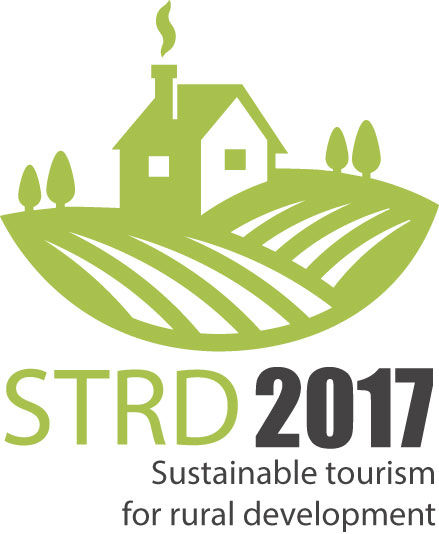 STRD 2017
Sustainable tourism
for rural development